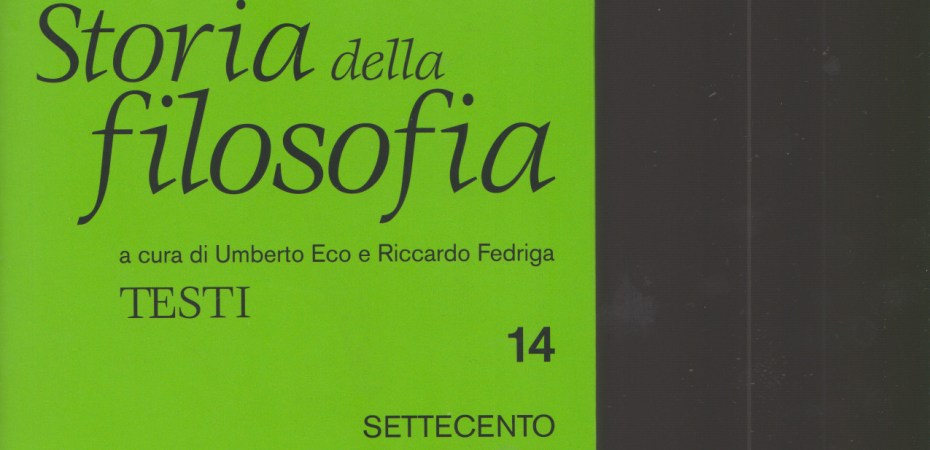 Storia della
filosofia
a cura di Umberto Eco e Riccardo Fedriga
TESTI
14
SETTECENTO